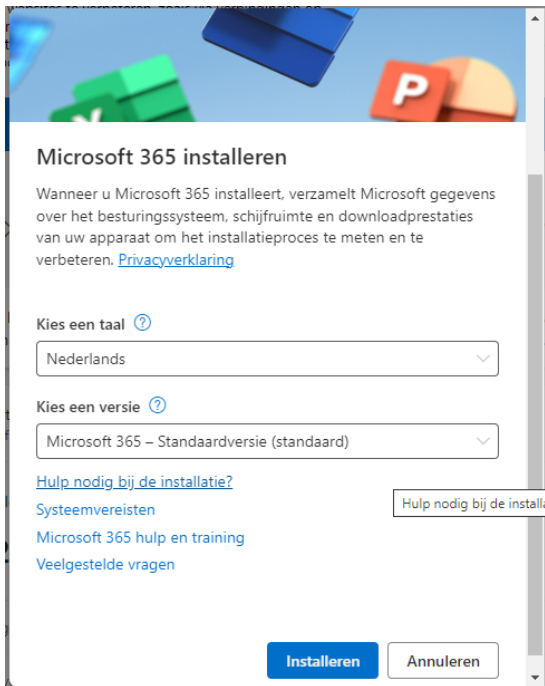 P
Microsoft 365 installeren
Wanneer u Microsoft 365 installeert, verzamelt Microsoft gegevens
over het besturingssysteem, schijfruimte en downloadprestaties
van uw apparaat om het installatieproces te meten en te
verbeteren. Privacyverklaring
Kies een taal
Nederlands
Kies een versie
Microsoft 365 – Standaardversie (standaard)
Hulp nodig bij de installatie?
Hulp nodig bij de installa
Systeemvereisten
Microsoft 365 hulp en training
Veelgestelde vragen
Installeren
Annuleren